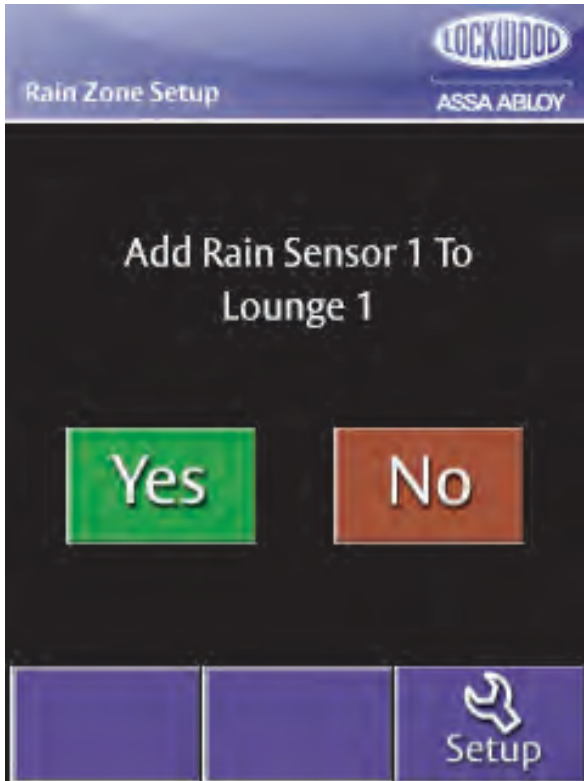 LOCKWOOD
Rain Zone Setup
ASSA ABLOY
Add Rain Sensor 1 To
Lounge 1
Yes
No
Setup